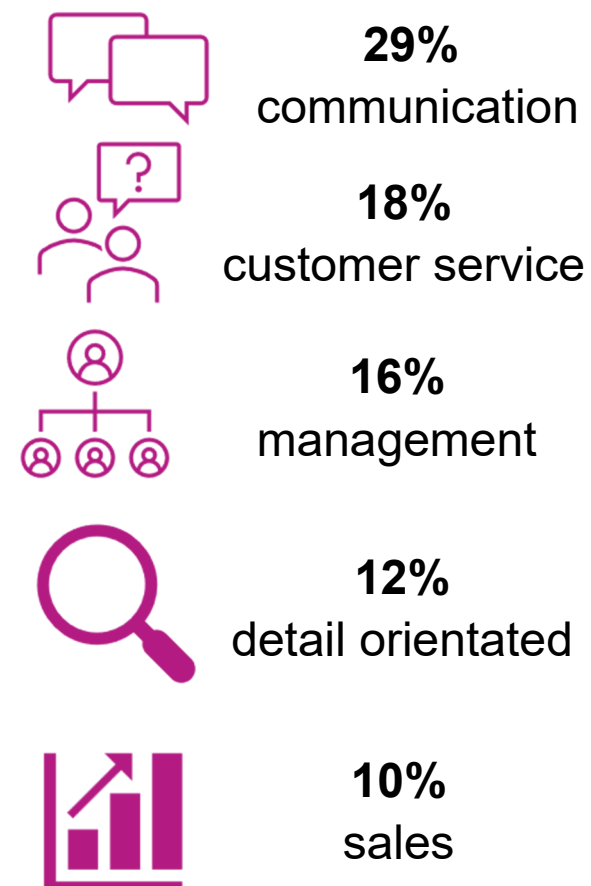 29%
communication
?
18%
customer service
16%
management
12%
detail orientated
10%
sales